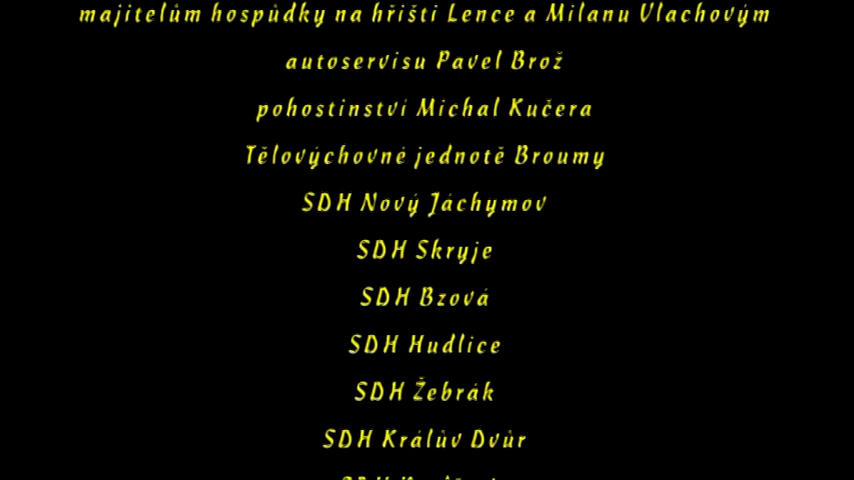 majitelům hospůdky na hřišti Lence a Milanu Vlachovým
autoservisu Pavel Brož
pohostinství Michal Kučera
Tělovýchovné jednotě Broumy
SDH Nový Jáchymov
SDH Skryje
SDH Bzová
SDH Hudlice
SDH Žebrák
SDH Králův Dvůr
SDH